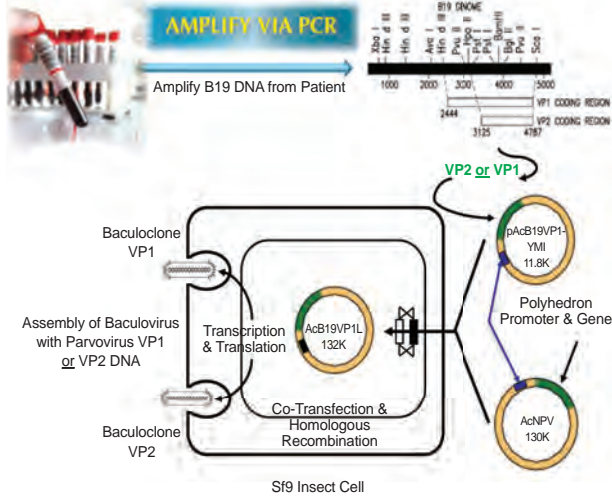 AMPLIFY VIA PCR
Amplify B19 DNA from Patient
B19 GINOME
Xba I
Hin d III
Hin d III
Ava I
Hin d III
Pvu II
Hpa II
Pst I
Pst I
BamHI
Bgl II
Pvu II
Sca I
1000
2000
3000
4000
5000
VP1 CODING REGION
2444
VP2 CODING REGION
3125
4787
VP2 or VP1
pAcB19VP1-
YMI
11.8K
Polyhedron
Promoter & Gene
AcNPV
130K
Baculoclone
VP1
Assembly of Baculovirus
with Parvovirus VP1
or VP2 DNA
Baculoclone
VP2
Transcription
& Translation
AcB19VP1L
132K
Co-Transfection &
Homologous
Recombination
Sf9 Insect Cell